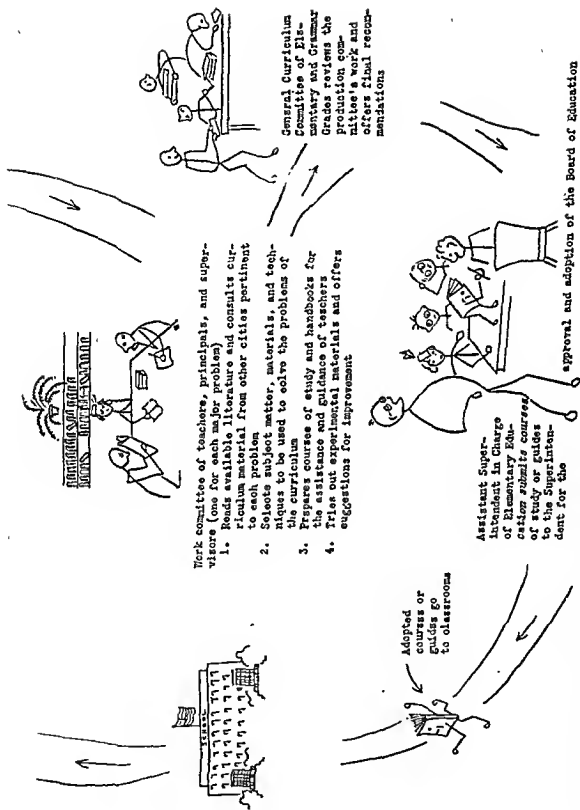 Work committee of teachers, principals, and super-
visore (one for each major problem)
1. Reads available literature and consults cur-
riculum material from other cities pertinent
to each problem
2. Selecte subject matter, materials, and tech-
niques to be used to solve the problems of
the curriculum
3. Prepares courses of study and handbooks for
the assistance and guidance of teachers
4. Tries out experimental materials and offers
suggestions for improvement
General Curriculum
Committee of Ele-
mentary and Grammar
Grades reviews the
production com-
mittee's work and
offers final recom-
mendations
Assistant Super-
intendent in Charge
of Elementary Edu-
cation submits courses
of study or guides
to the Superinten-
dent for the
approval and adoption of the Board of Education
Adopted
courses or
guides go
to classrooms
SCHOOL